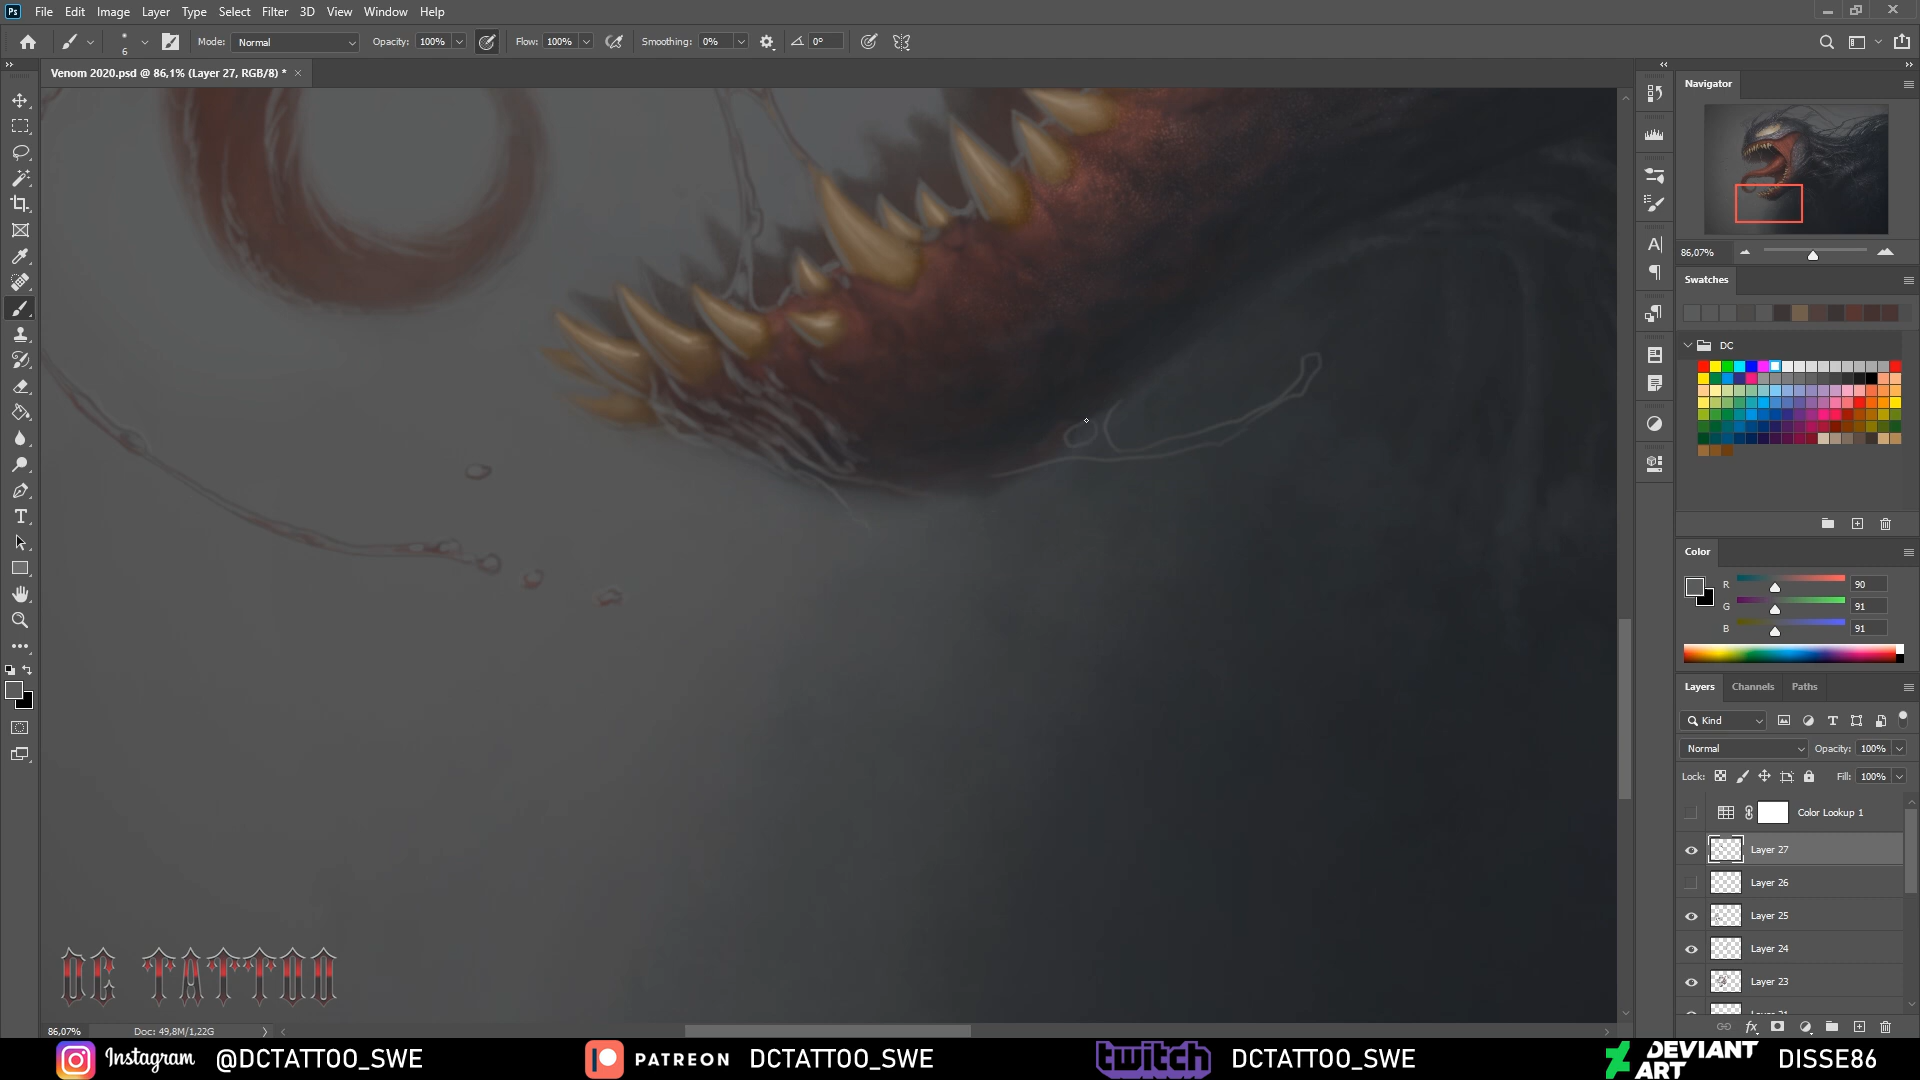 Ps File Edit Image Layer Type Select Filter 3D View Window Help
6 Mode: Normal Opacity: 100% Flow: 100% Smoothing: 0% 0°
Venom 2020.psd @ 86,1% (Layer 27, RGB/8) * ×
Navigator
86,07%
Swatches
DC
Color
R 90
G 91
B 91
Layers Channels Paths
Kind
Normal Opacity: 100%
Lock: Fill: 100%
Color Lookup 1
Layer 27
Layer 26
Layer 25
Layer 24
Layer 23
DC TATTOO
86,07% Doc: 49,8M/1,22G
Instagram @DCTATTOO_SWE PATREON DCTATTOO_SWE twitch DCTATTOO_SWE DEVIANT ART DISSE86